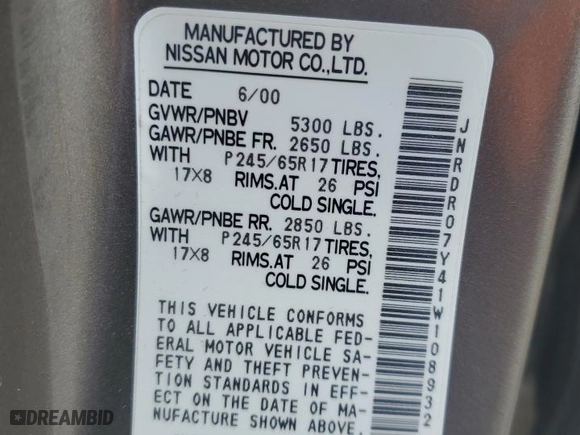 MANUFACTURED BY
NISSAN MOTOR CO.,LTD.
DATE 6/00
GVWR/PNBV 5300 LBS.
GAWR/PNBE FR. 2650 LBS.
WITH P245/65R17 TIRES,
17X8 RIMS.AT 26 PSI
COLD SINGLE.
GAWR/PNBE RR. 2850 LBS.
WITH P245/65R17 TIRES,
17X8 RIMS.AT 26 PSI
COLD SINGLE.
THIS VEHICLE CONFORMS
TO ALL APPLICABLE FED-
ERAL MOTOR VEHICLE SA-
FETY AND THEFT PREVEN-
TION STANDARDS IN EFF-
ECT ON THE DATE OF MA-
NUFACTURE SHOWN ABOVE.
JNRDR07Y41W108932
DREAMBID